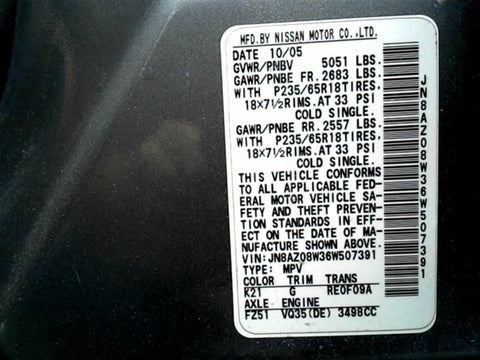 MFD.BY NISSAN MOTOR CO.,LTD.
DATE 10/05
GVWR/PNBV 5051 LBS.
GAWR/PNBE FR. 2683 LBS.
WITH P235/65R18TIRES,
18×7½RIMS.AT 33 PSI
COLD SINGLE.
GAWR/PNBE RR. 2557 LBS.
WITH P235/65R18TIRES,
18×7½RIMS.AT 33 PSI
COLD SINGLE.
THIS VEHICLE CONFORMS
TO ALL APPLICABLE FED-
ERAL MOTOR VEHICLE SA-
FETY AND THEFT PREVEN-
TION STANDARDS IN EFF-
ECT ON THE DATE OF MA-
NUFACTURE SHOWN ABOVE.
VIN:JN8AZ08W36W507391
TYPE: MPV
COLOR TRIM TRANS
K21 G RE0F09A
AXLE ENGINE
FZ51 VQ35(DE) 3498CC
JN8AZ08W36W507391